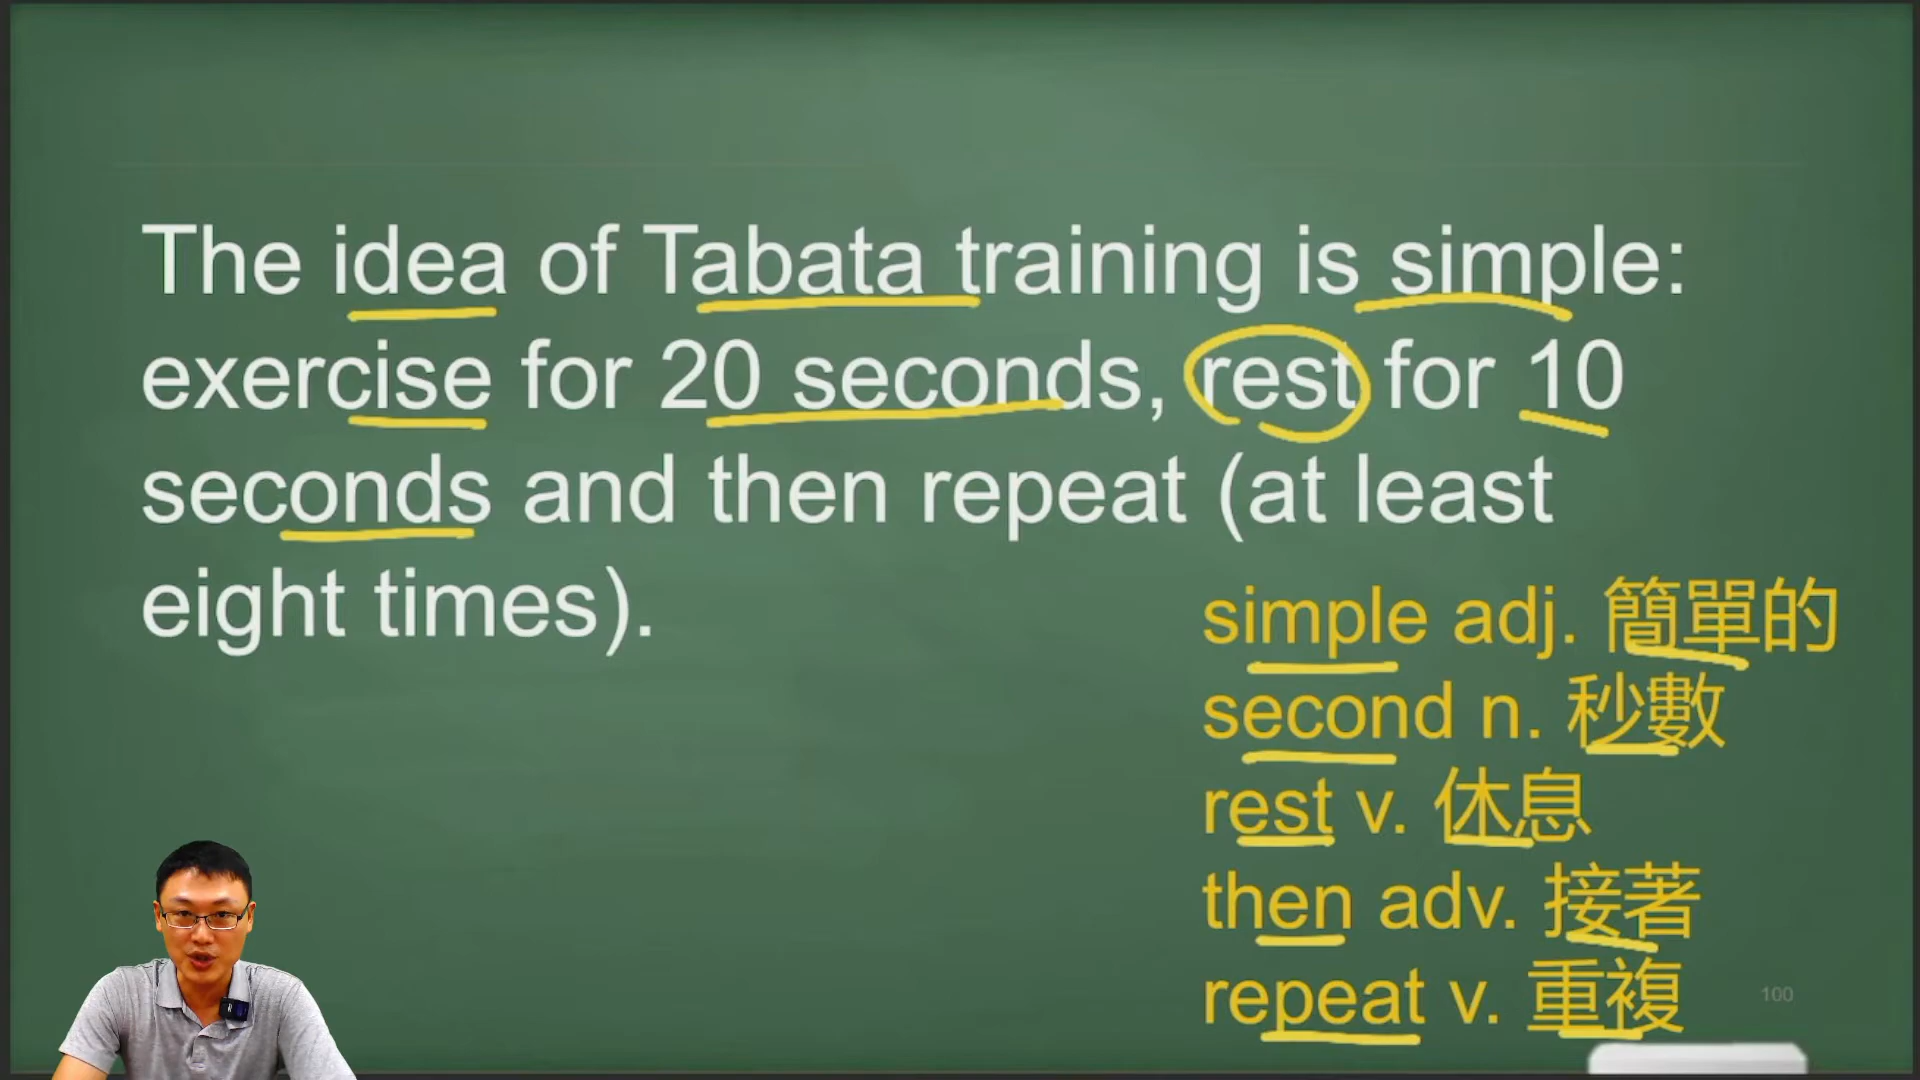 The idea of Tabata training is simple:
exercise for 20 seconds, rest for 10
seconds and then repeat (at least
eight times).
simple adj. 簡單的
second n. 秒數
rest v. 休息
then adv. 接著
repeat v. 重複
100